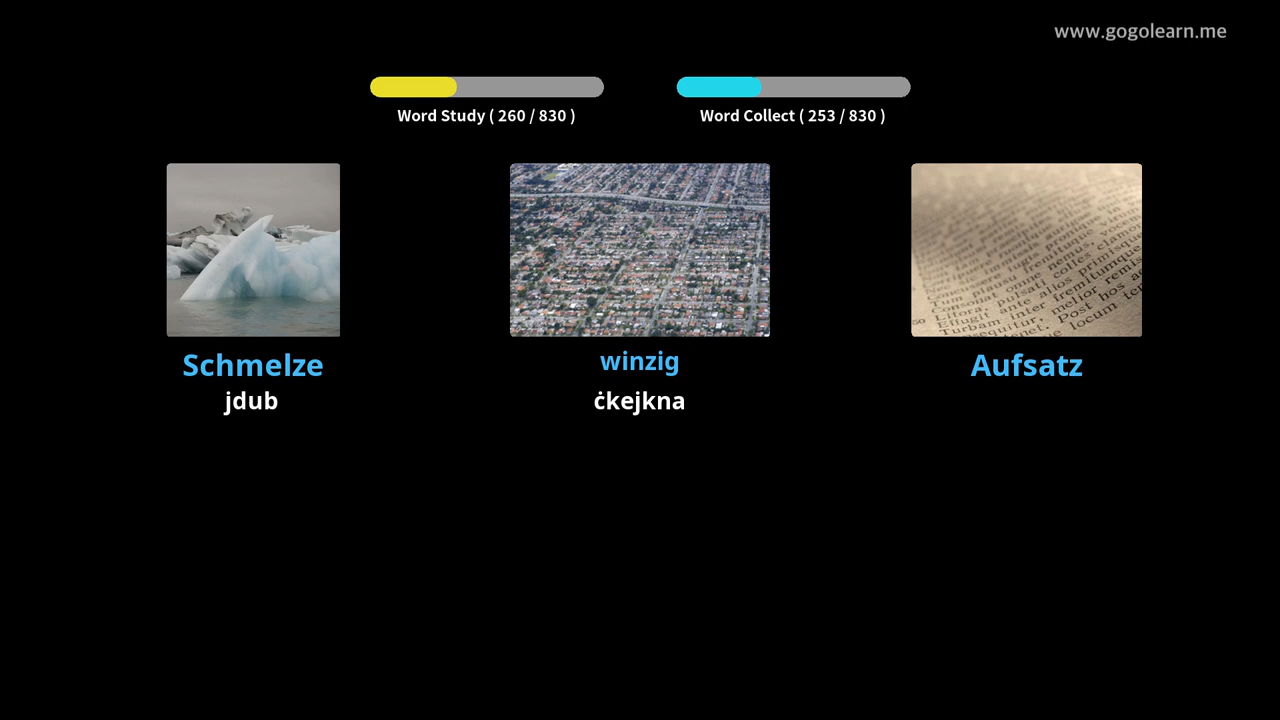 www.gogolearn.me
Word Study ( 260 / 830 )
Word Collect ( 253 / 830 )
Schmelze
jdub
winzig
ċkejkna
Aufsatz